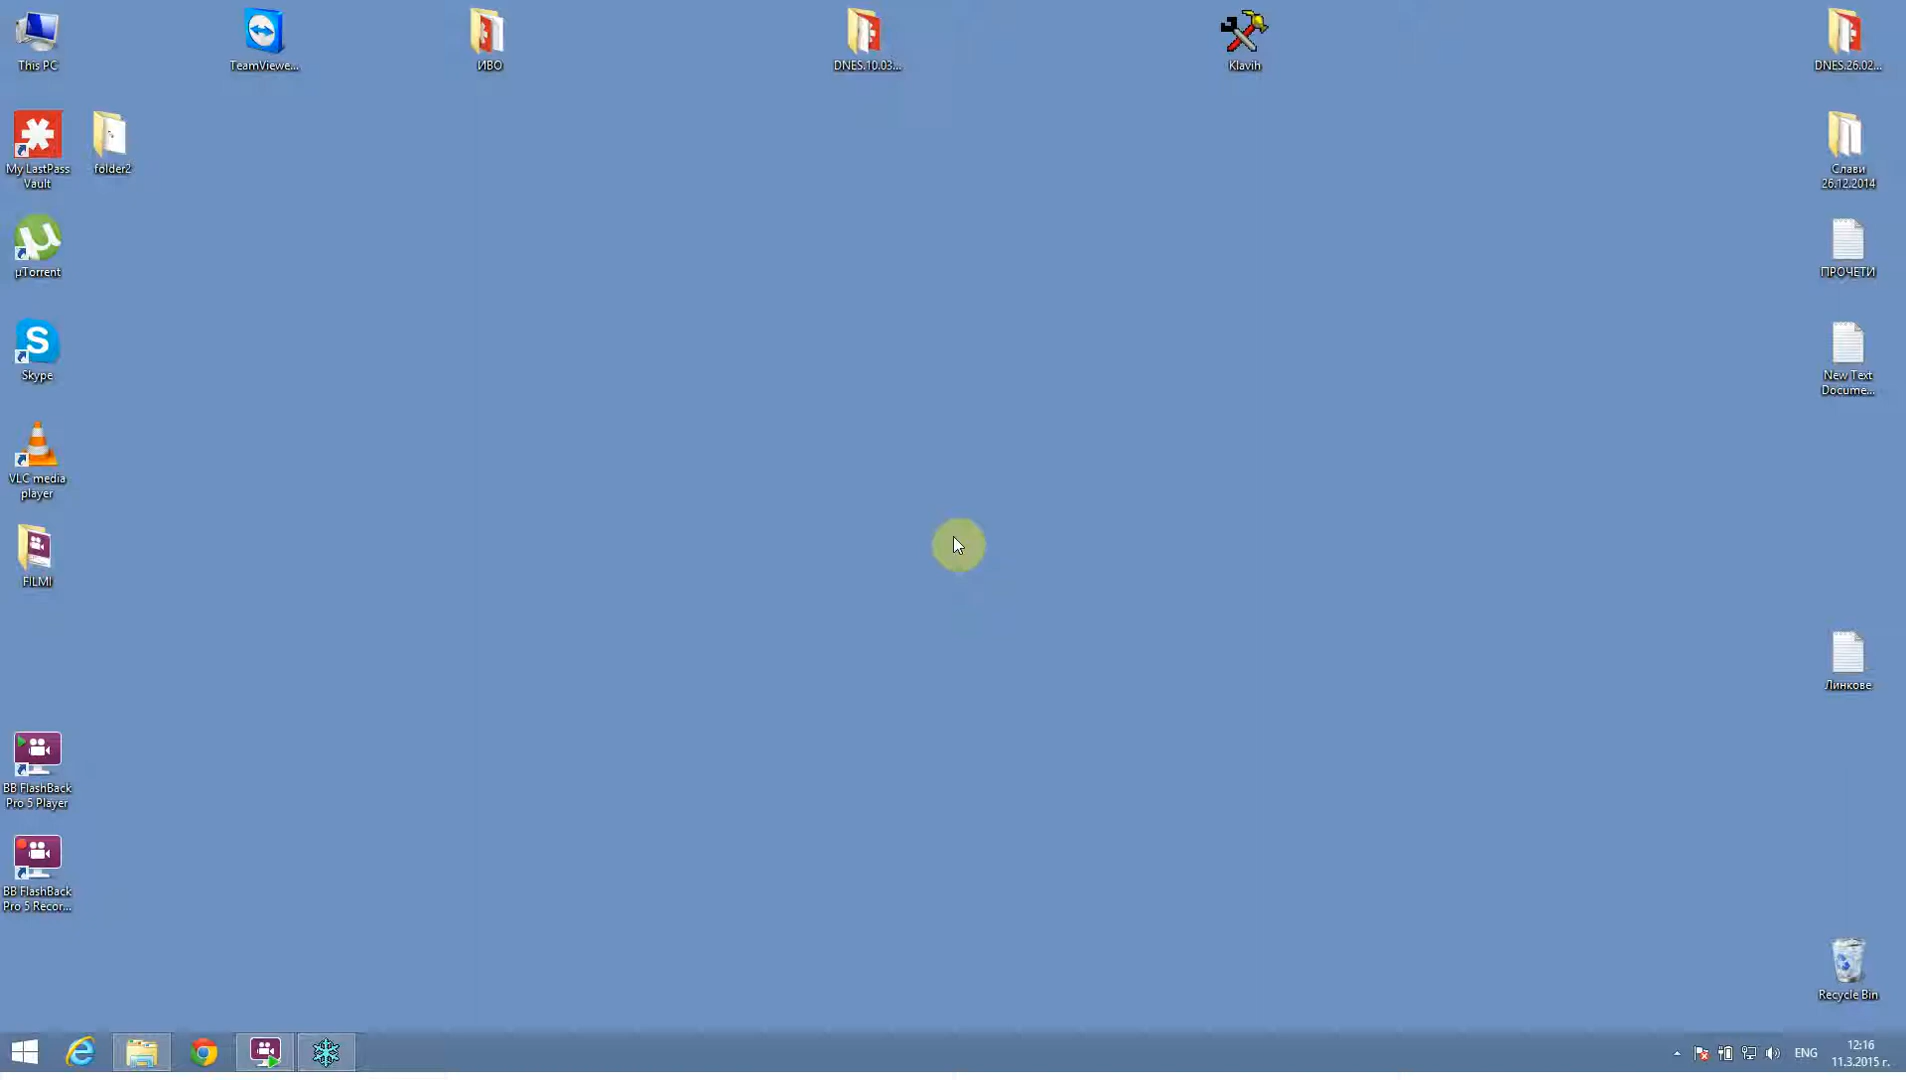 This PC
TeamViewe...
ИВО
DNES.10.03...
Klavih
DNES.26.02...
My LastPass
Vault
folder2
Слави
26.12.2014
µTorrent
ПРОЧЕТИ
Skype
New Text
Docume...
VLC media
player
FILMI
Линкове
BB FlashBack
Pro 5 Player
BB FlashBack
Pro 5 Recor...
Recycle Bin
ENG
12:16
11.3.2015 г.